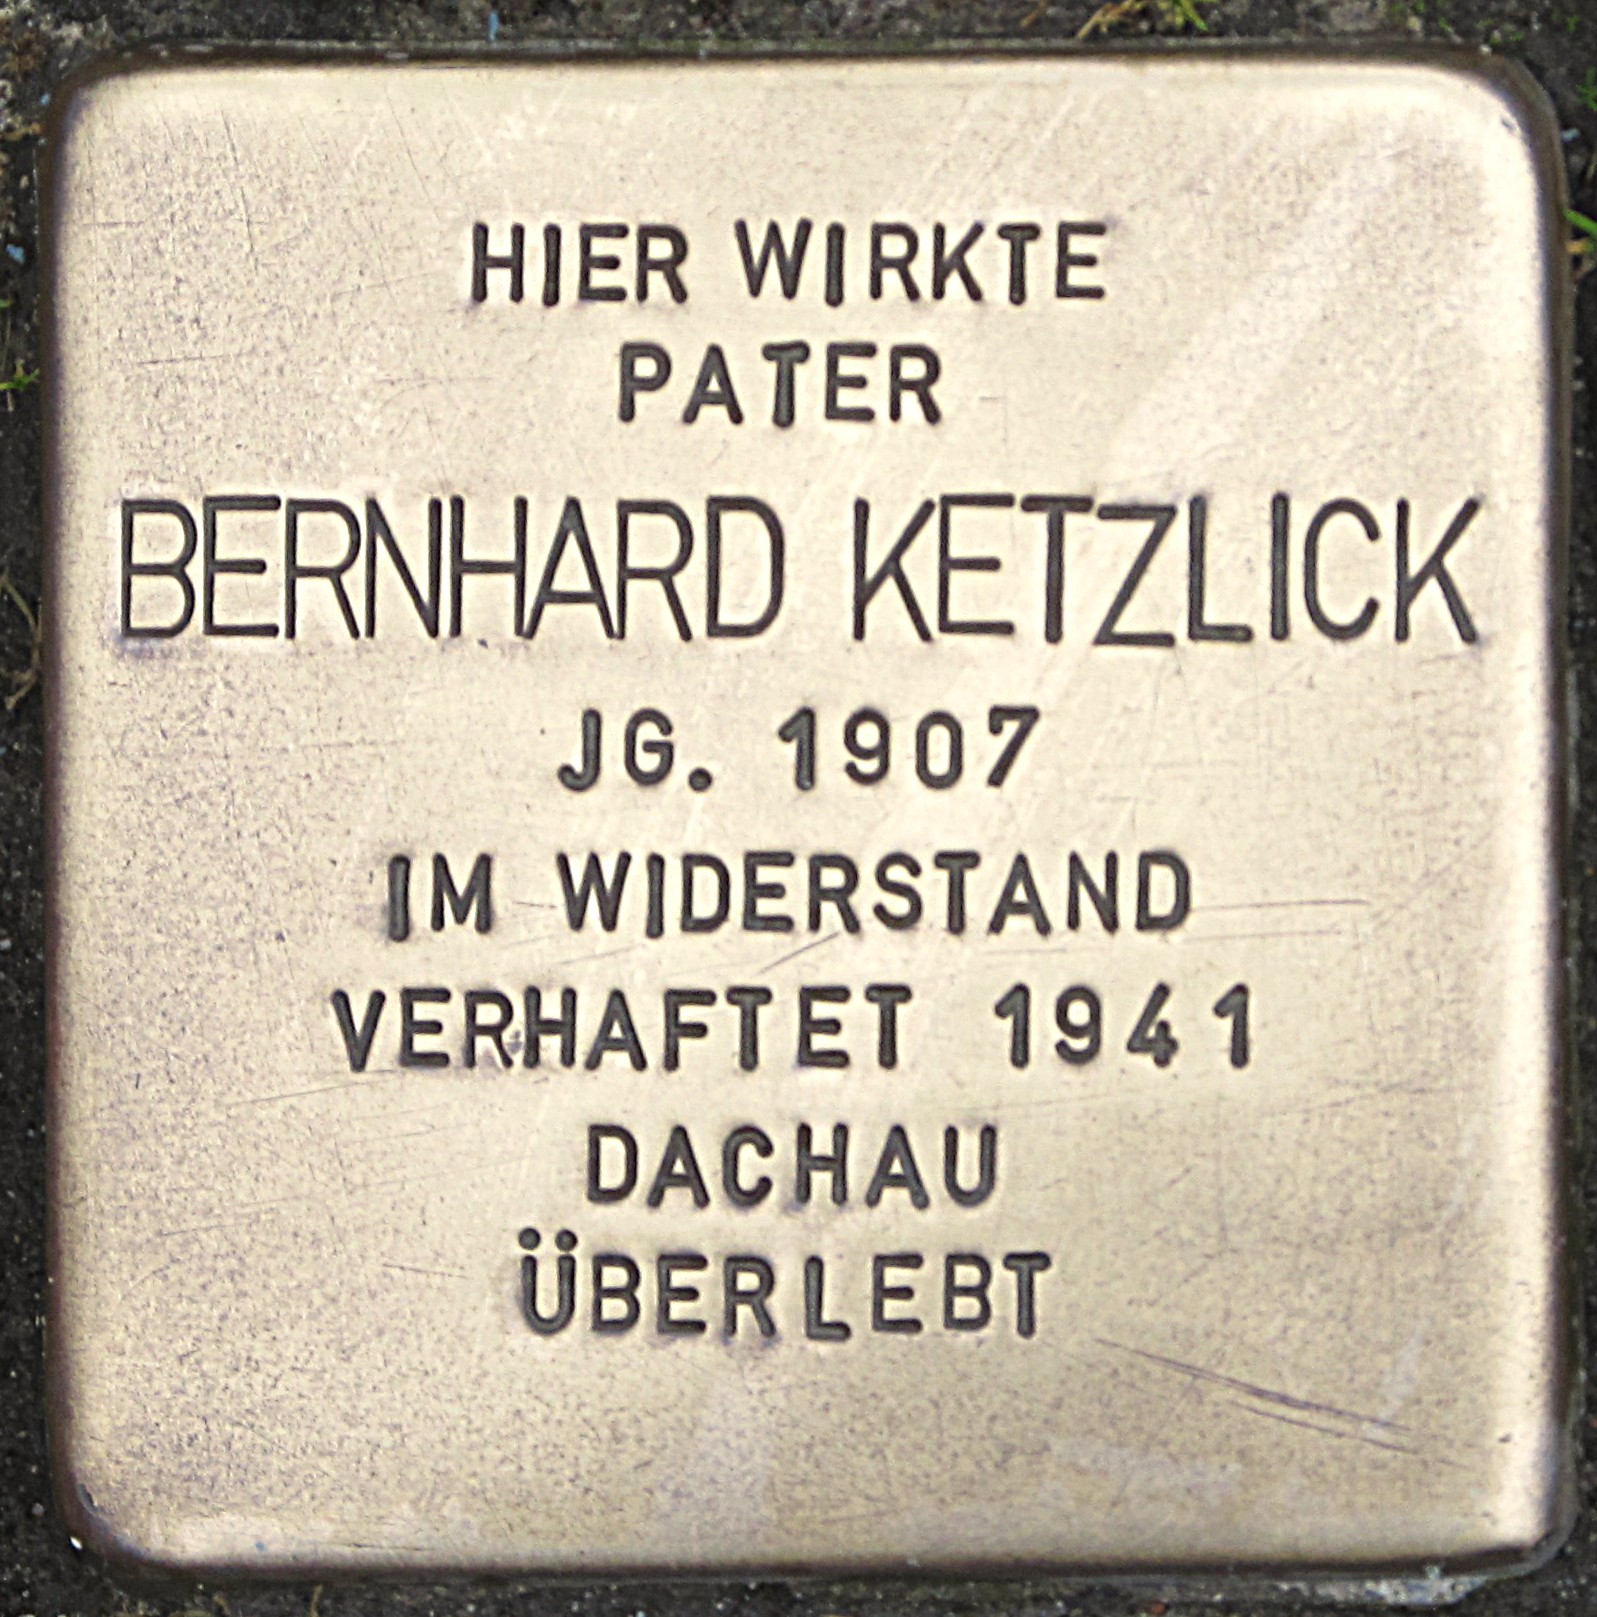 HIER WIRKTE
PATER
BERNHARD KETZLICK
JG. 1907
IM WIDERSTAND
VERHAFTET 1941
DACHAU
ÜBERLEBT